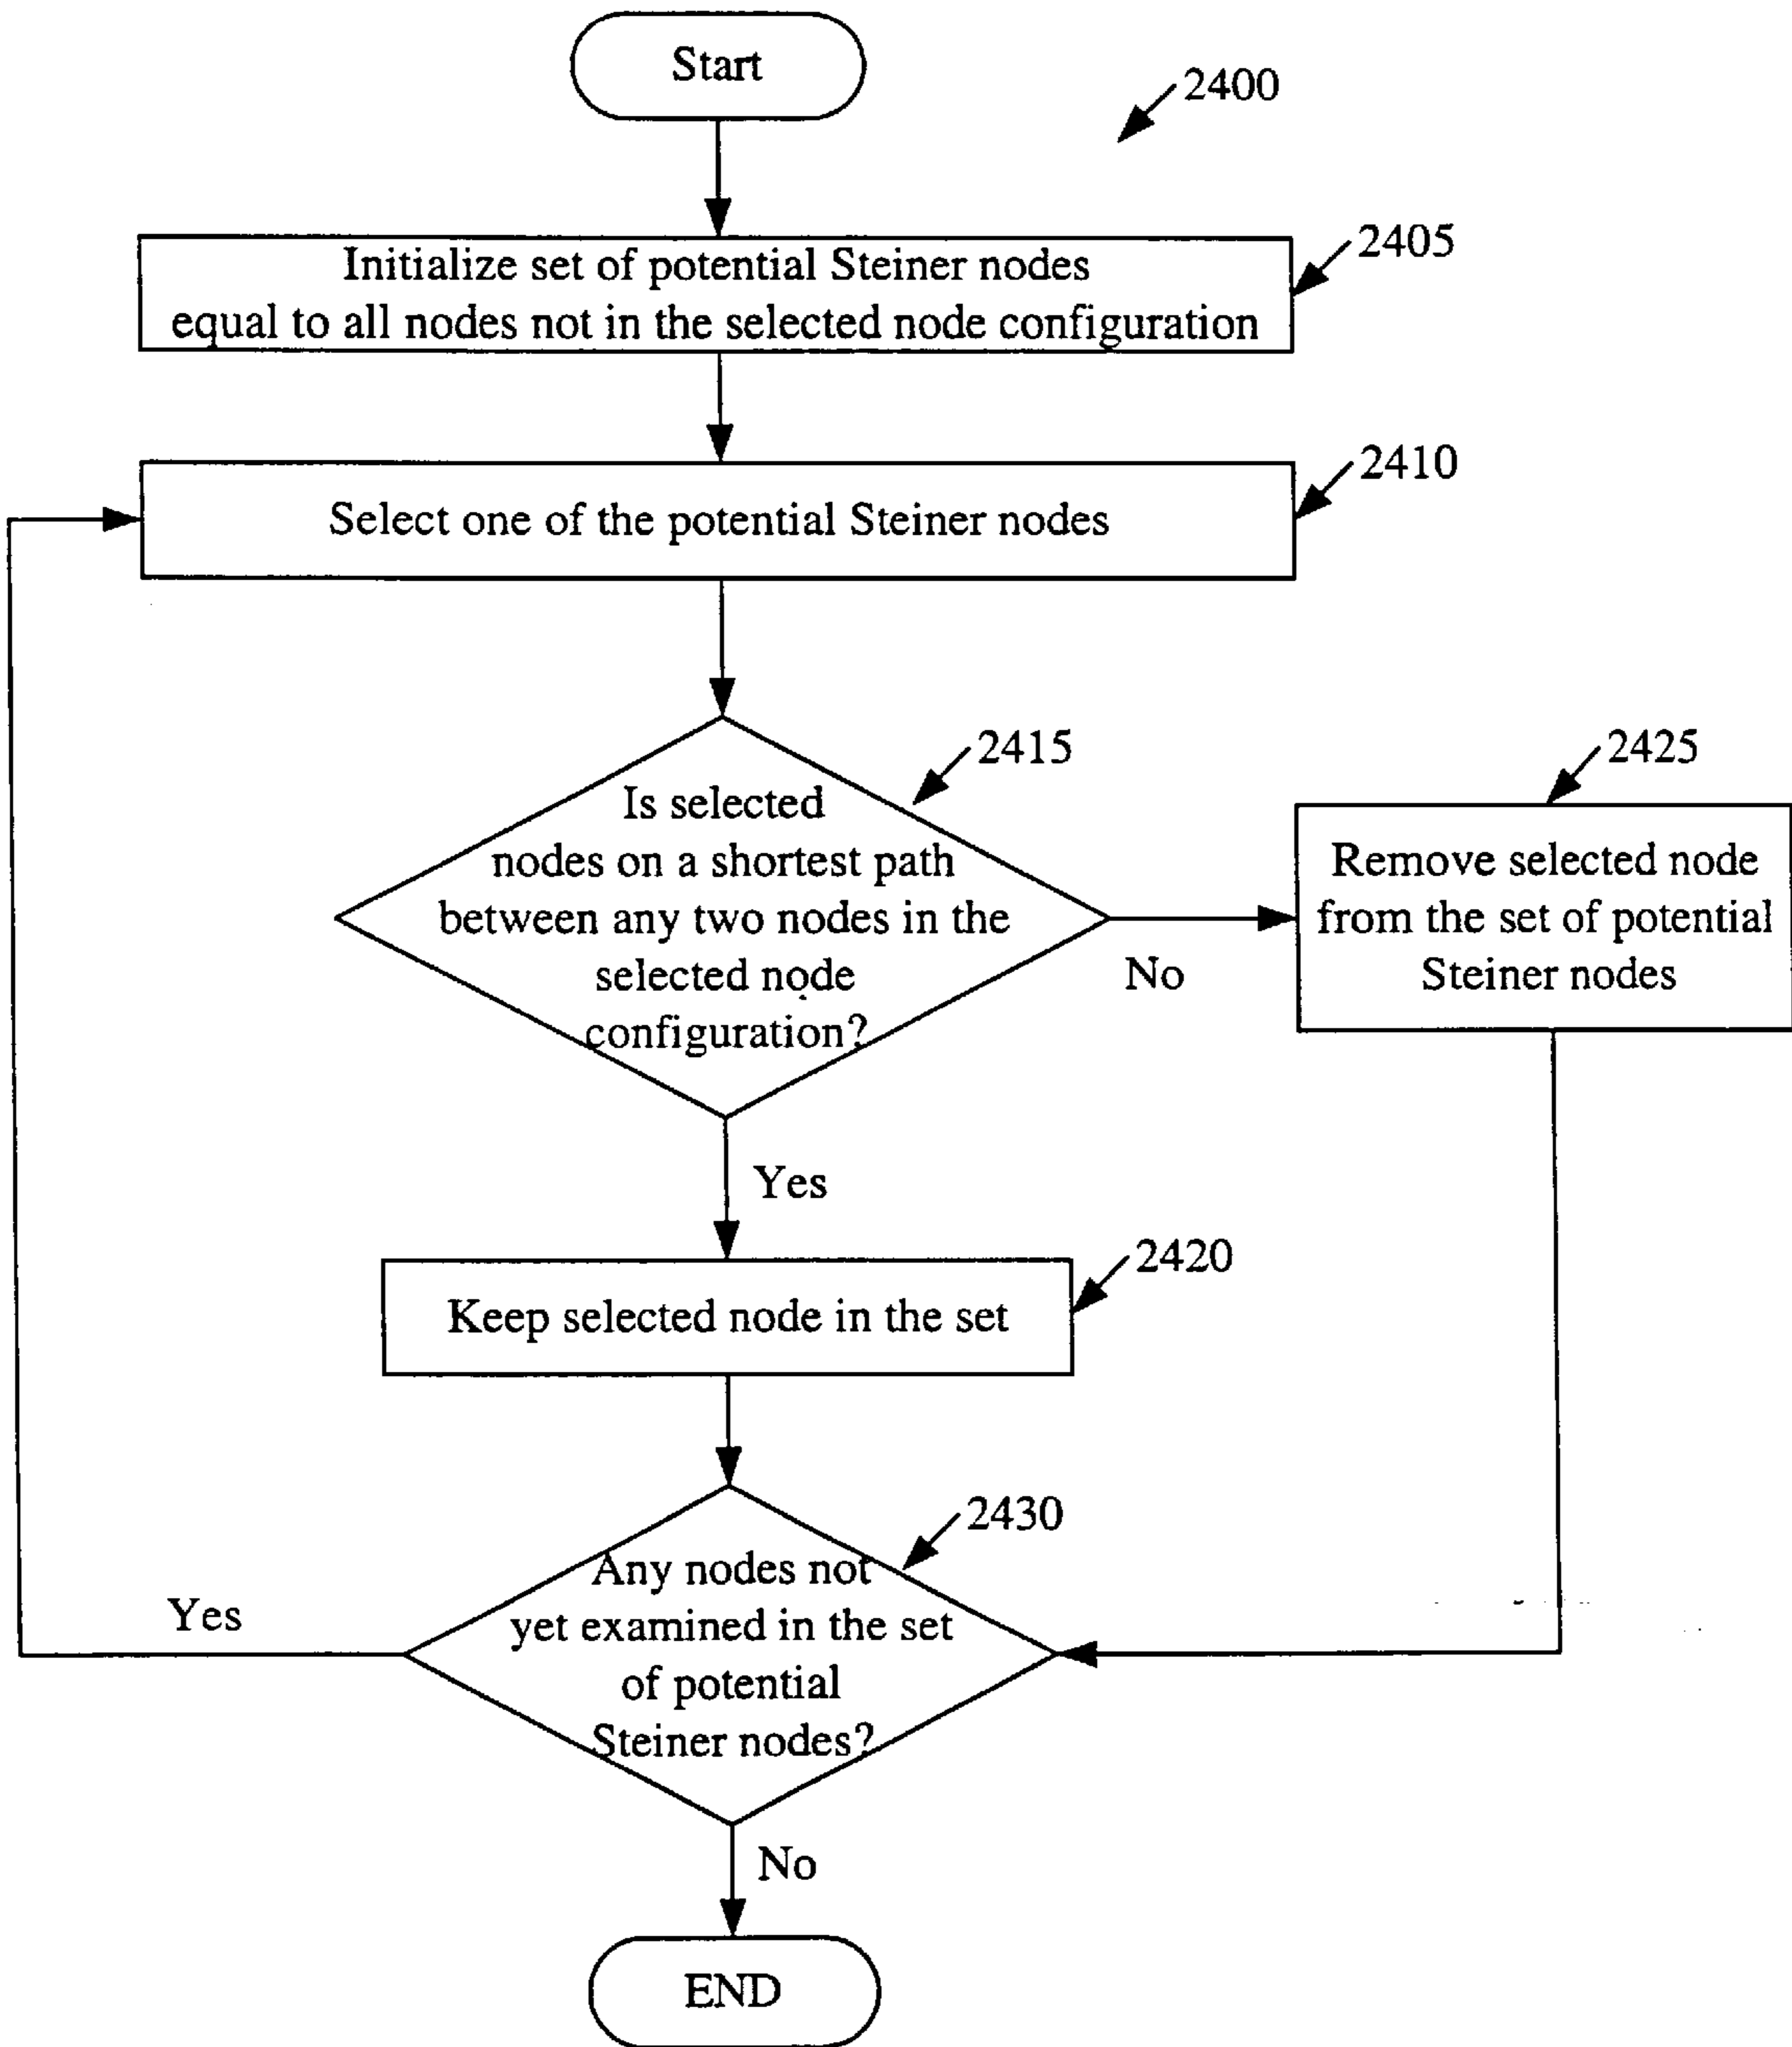 Start
2400
2405
Initialize set of potential Steiner nodes
equal to all nodes not in the selected node configuration
2410
Select one of the potential Steiner nodes
2415
Is selected
nodes on a shortest path
between any two nodes in the
selected node
configuration?
No
2425
Remove selected node
from the set of potential
Steiner nodes
Yes
2420
Keep selected node in the set
2430
Any nodes not
yet examined in the set
of potential
Steiner nodes?
Yes
No
END